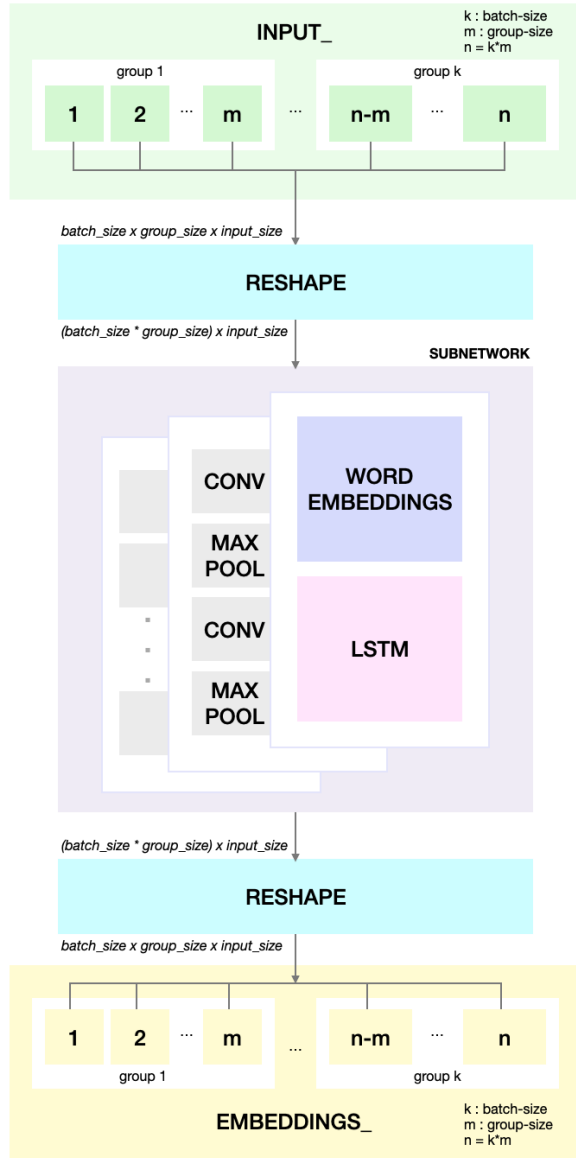 INPUT_
k : batch-size
m : group-size
n = k*m
group 1
group k
1 2 ... m ... n-m ... n
batch_size x group_size x input_size
RESHAPE
(batch_size * group_size) x input_size
SUBNETWORK
CONV
MAX
POOL
CONV
MAX
POOL
WORD
EMBEDDINGS
LSTM
(batch_size * group_size) x input_size
RESHAPE
batch_size x group_size x input_size
1 2 ... m ... n-m ... n
group 1
group k
EMBEDDINGS_
k : batch-size
m : group-size
n = k*m